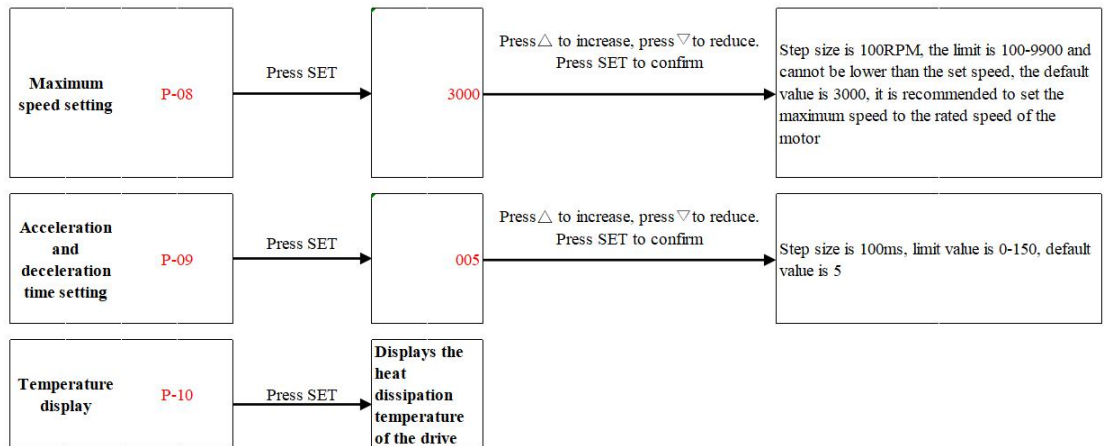 Maximum
speed setting
P-08
Press SET
3000
Press△ to increase, press▽to reduce.
Press SET to confirm
Step size is 100RPM, the limit is 100-9900 and
cannot be lower than the set speed, the default
value is 3000, it is recommended to set the
maximum speed to the rated speed of the
motor
Acceleration
and
deceleration
time setting
P-09
Press SET
005
Press△ to increase, press▽to reduce.
Press SET to confirm
Step size is 100ms, limit value is 0-150, default
value is 5
Temperature
display
P-10
Press SET
Displays the
heat
dissipation
temperature
of the drive